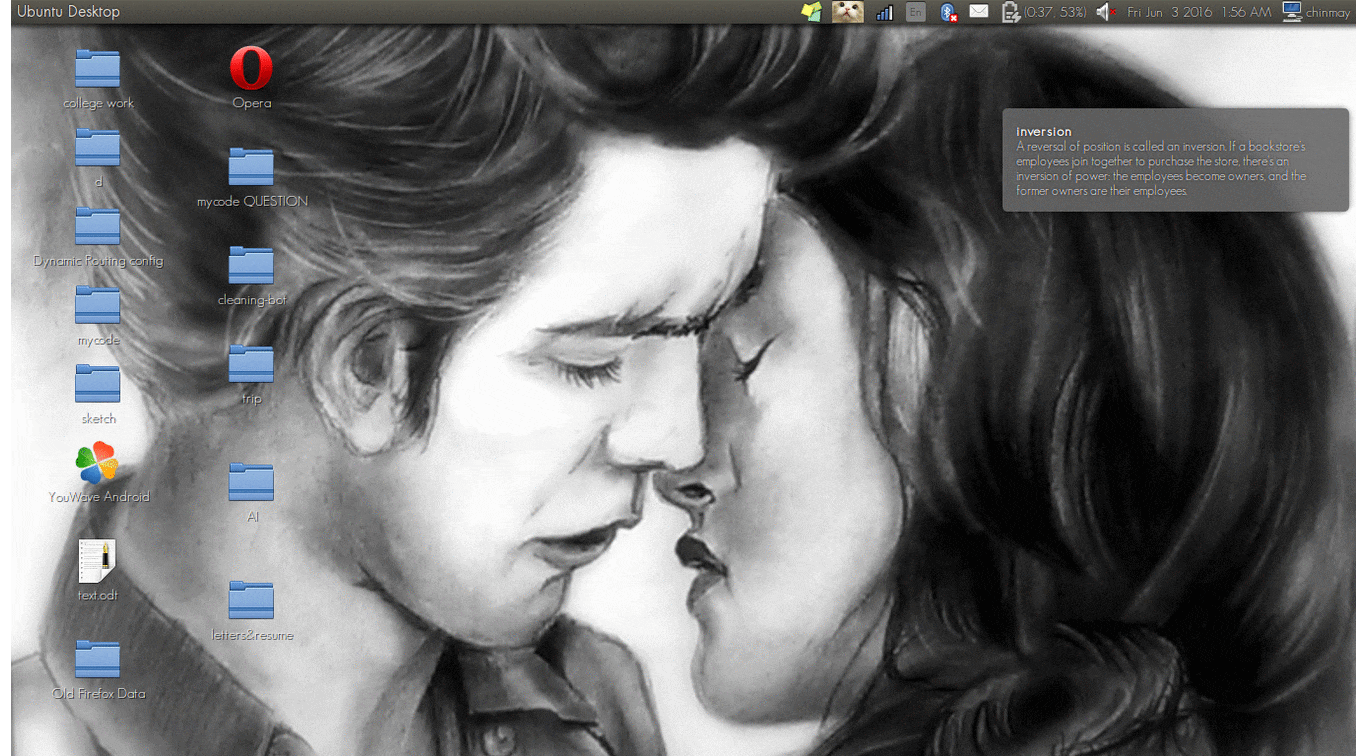 Ubuntu Desktop
En
(0:37, 53%)
Fri Jun 3 2016 1:56 AM
chinmay
college work
Opera
d
mycode QUESTION
Dynamic Routing config
cleaning-bot
mycode
trip
sketch
YouWave Android
AI
text.odt
letters&resume
Old Firefox Data
inversion
A reversal of position is called an inversion. If a bookstore's
employees join together to purchase the store, there's an
inversion of power: the employees become owners, and the
former owners are their employees.